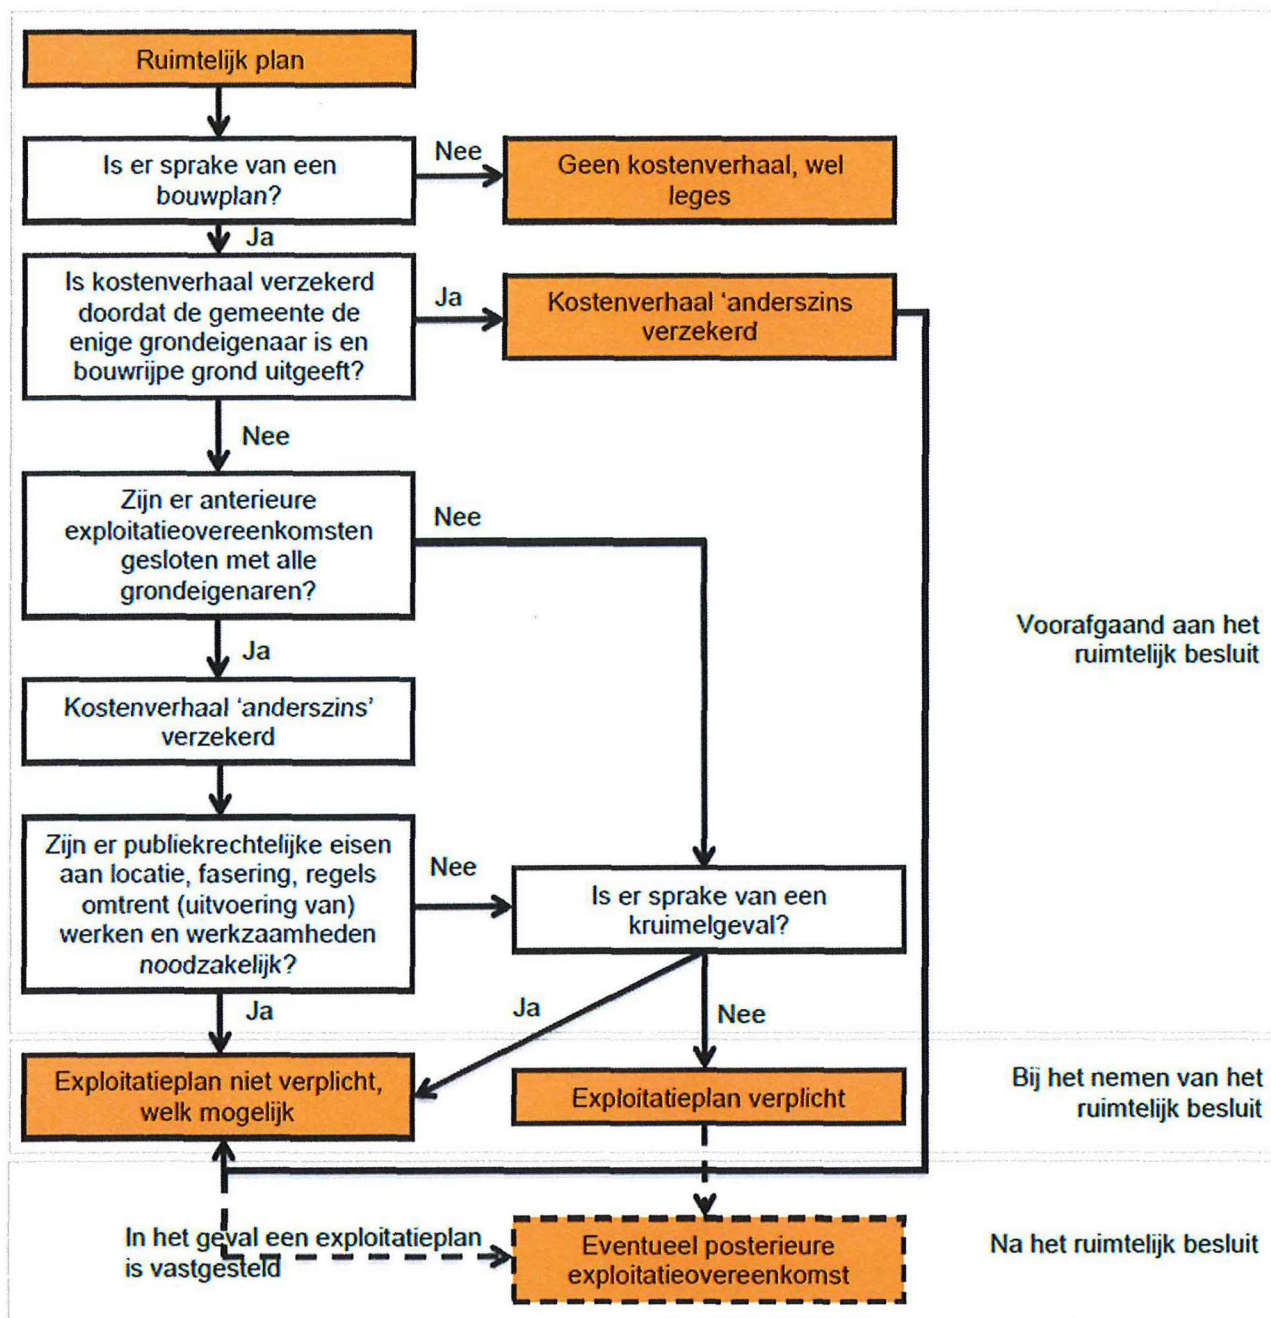 Ruimtelijk plan
Is er sprake van een
bouwplan?
Nee
Geen kostenverhaal, wel
leges
Ja
Is kostenverhaal verzekerd
doordat de gemeente de
enige grondeigenaar is en
bouwrijpe grond uitgeeft?
Ja
Kostenverhaal ‘anderszins
verzekerd
Nee
Zijn er anterieure
exploitatieovereenkomsten
gesloten met alle
grondeigenaren?
Nee
Ja
Kostenverhaal ‘anderszins’
verzekerd
Voorafgaand aan het
ruimtelijk besluit
Zijn er publiekrechtelijke eisen
aan locatie, fasering, regels
omtrent (uitvoering van)
werken en werkzaamheden
noodzakelijk?
Nee
Is er sprake van een
kruimelgeval?
Ja
Ja
Nee
Exploitatieplan niet verplicht,
welk mogelijk
Exploitatieplan verplicht
Bij het nemen van het
ruimtelijk besluit
In het geval een exploitatieplan
is vastgesteld
Eventueel posterieure
exploitatieovereenkomst
Na het ruimtelijk besluit